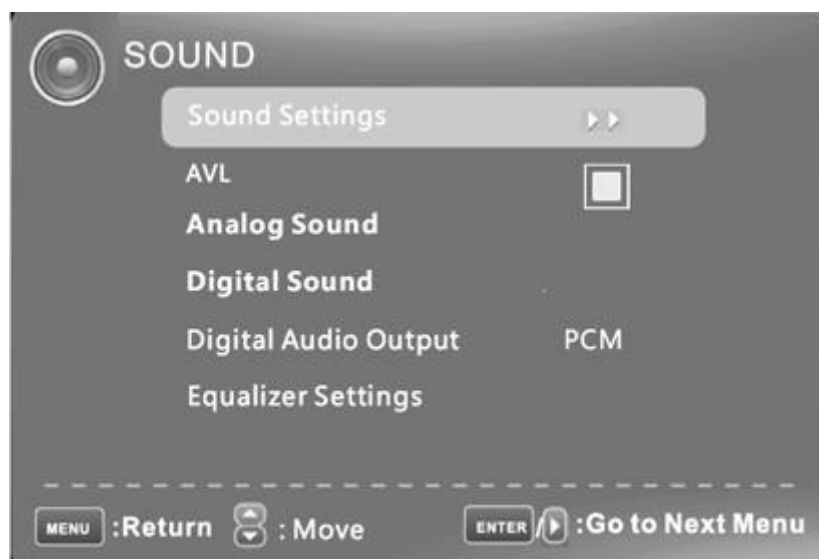 SOUND
Sound Settings
AVL
Analog Sound
Digital Sound
Digital Audio Output PCM
Equalizer Settings
MENU :Return : Move ENTER / :Go to Next Menu